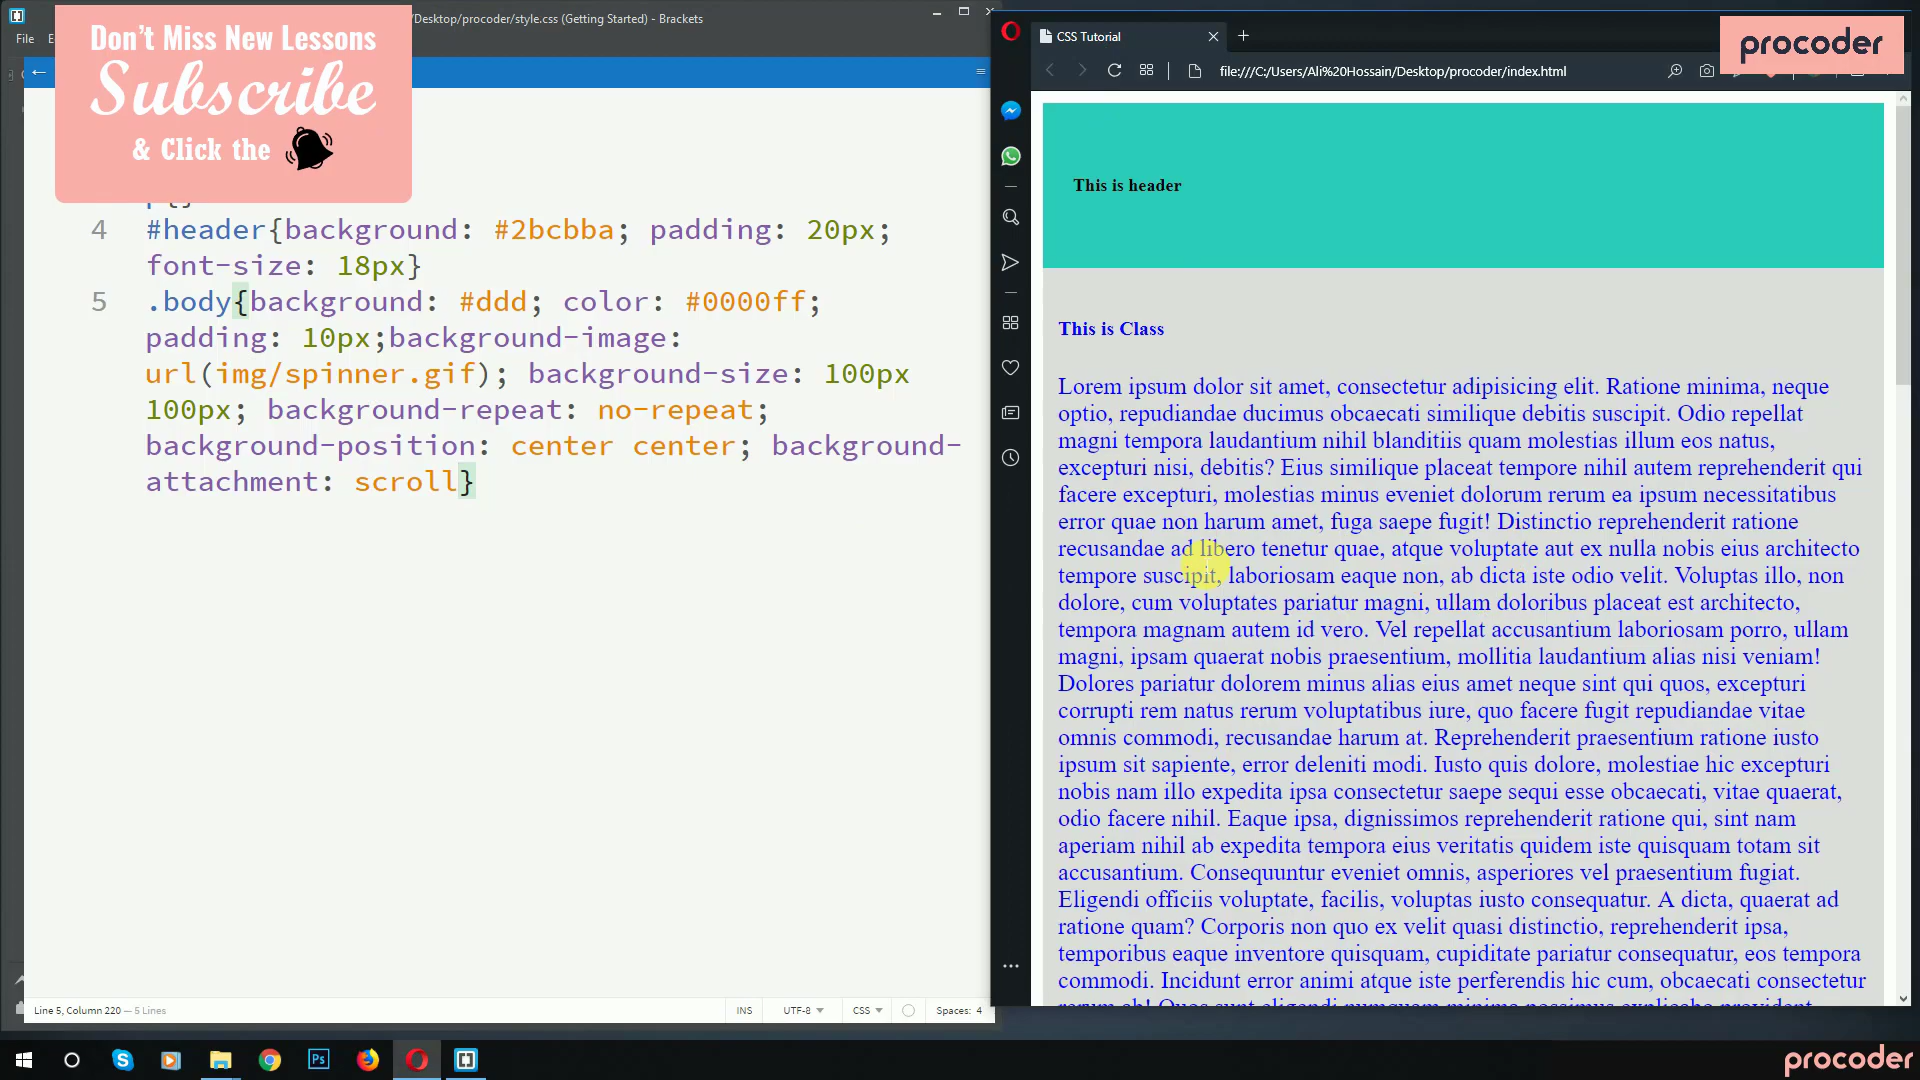 /Desktop/procoder/style.css (Getting Started) - Brackets
File
Don't Miss New Lessons
Subscribe
& Click the
4 #header{background: #2bcbba; padding: 20px;
font-size: 18px}
5 .body{background: #ddd; color: #0000ff;
padding: 10px;background-image:
url(img/spinner.gif); background-size: 100px
100px; background-repeat: no-repeat;
background-position: center center; background-
attachment: scroll}
Line 5, Column 220 — 5 Lines
INS
UTF-8
CSS
Spaces: 4
CSS Tutorial
procoder
file:///C:/Users/Ali%20Hossain/Desktop/procoder/index.html
This is header
This is Class
Lorem ipsum dolor sit amet, consectetur adipisicing elit. Ratione minima, neque
optio, repudiandae ducimus obcaecati similique debitis suscipit. Odio repellat
magni tempora laudantium nihil blanditiis quam molestias illum eos natus,
excepturi nisi, debitis? Eius similique placeat tempore nihil autem reprehenderit qui
facere excepturi, molestias minus eveniet dolorum rerum ea ipsum necessitatibus
error quae non harum amet, fuga saepe fugit! Distinctio reprehenderit ratione
recusandae ad libero tenetur quae, atque voluptate aut ex nulla nobis eius architecto
tempore suscipit, laboriosam eaque non, ab dicta iste odio velit. Voluptas illo, non
dolore, cum voluptates pariatur magni, ullam doloribus placeat est architecto,
tempora magnam autem id vero. Vel repellat accusantium laboriosam porro, ullam
magni, ipsam quaerat nobis praesentium, mollitia laudantium alias nisi veniam!
Dolores pariatur dolorem minus alias eius amet neque sint qui quos, excepturi
corrupti rem natus rerum voluptatibus iure, quo facere fugit repudiandae vitae
omnis commodi, recusandae harum at. Reprehenderit praesentium ratione iusto
ipsum sit sapiente, error deleniti modi. Iusto quis dolore, molestiae hic excepturi
nobis nam illo expedita ipsa consectetur saepe sequi esse obcaecati, vitae quaerat,
odio facere nihil. Eaque ipsa, dignissimos reprehenderit ratione qui, sint nam
aperiam nihil ab expedita tempora eius veritatis quidem iste quisquam totam sit
accusantium. Consequuntur eveniet omnis, asperiores vel praesentium fugiat.
Eligendi officiis voluptate, facilis, voluptas iusto consequatur. A dicta, quaerat ad
ratione quam? Corporis non quo ex velit quasi distinctio, reprehenderit ipsa,
temporibus eaque inventore quisquam, cupiditate pariatur consequatur, eos tempora
commodi. Incidunt error animi atque iste perferendis hic cum, obcaecati consectetur
procoder